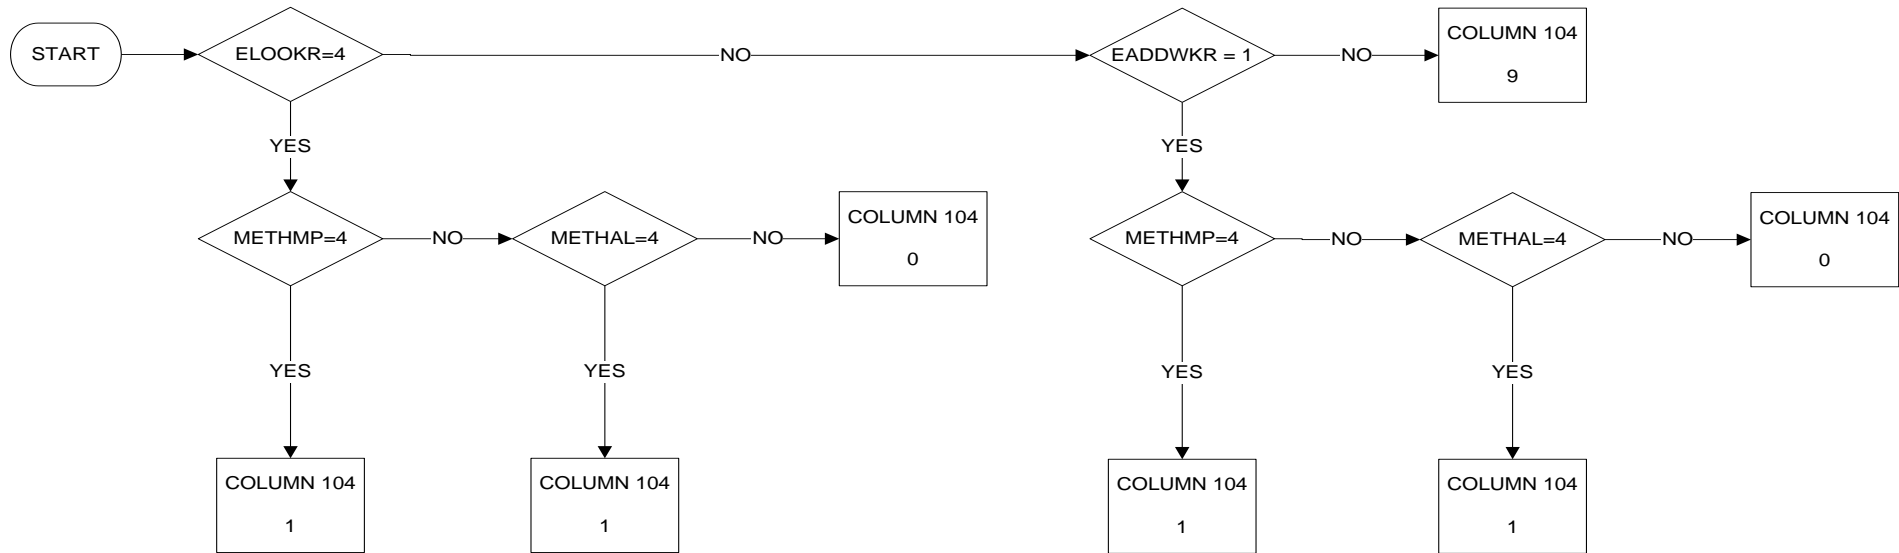 START
ELOOKR=4
NO
EADDWKR = 1
NO
COLUMN 104
9
YES
YES
METHMP=4
NO
METHAL=4
NO
COLUMN 104
0
METHMP=4
NO
METHAL=4
NO
COLUMN 104
0
YES
YES
YES
YES
COLUMN 104
1
COLUMN 104
1
COLUMN 104
1
COLUMN 104
1